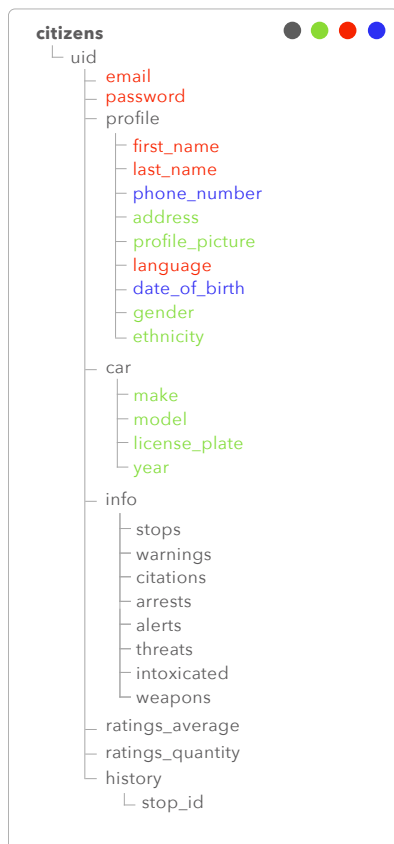 citizens
uid
email
password
profile
first_name
last_name
phone_number
address
profile_picture
language
date_of_birth
gender
ethnicity
car
make
model
license_plate
year
info
stops
warnings
citations
arrests
alerts
threats
intoxicated
weapons
ratings_average
ratings_quantity
history
stop_id